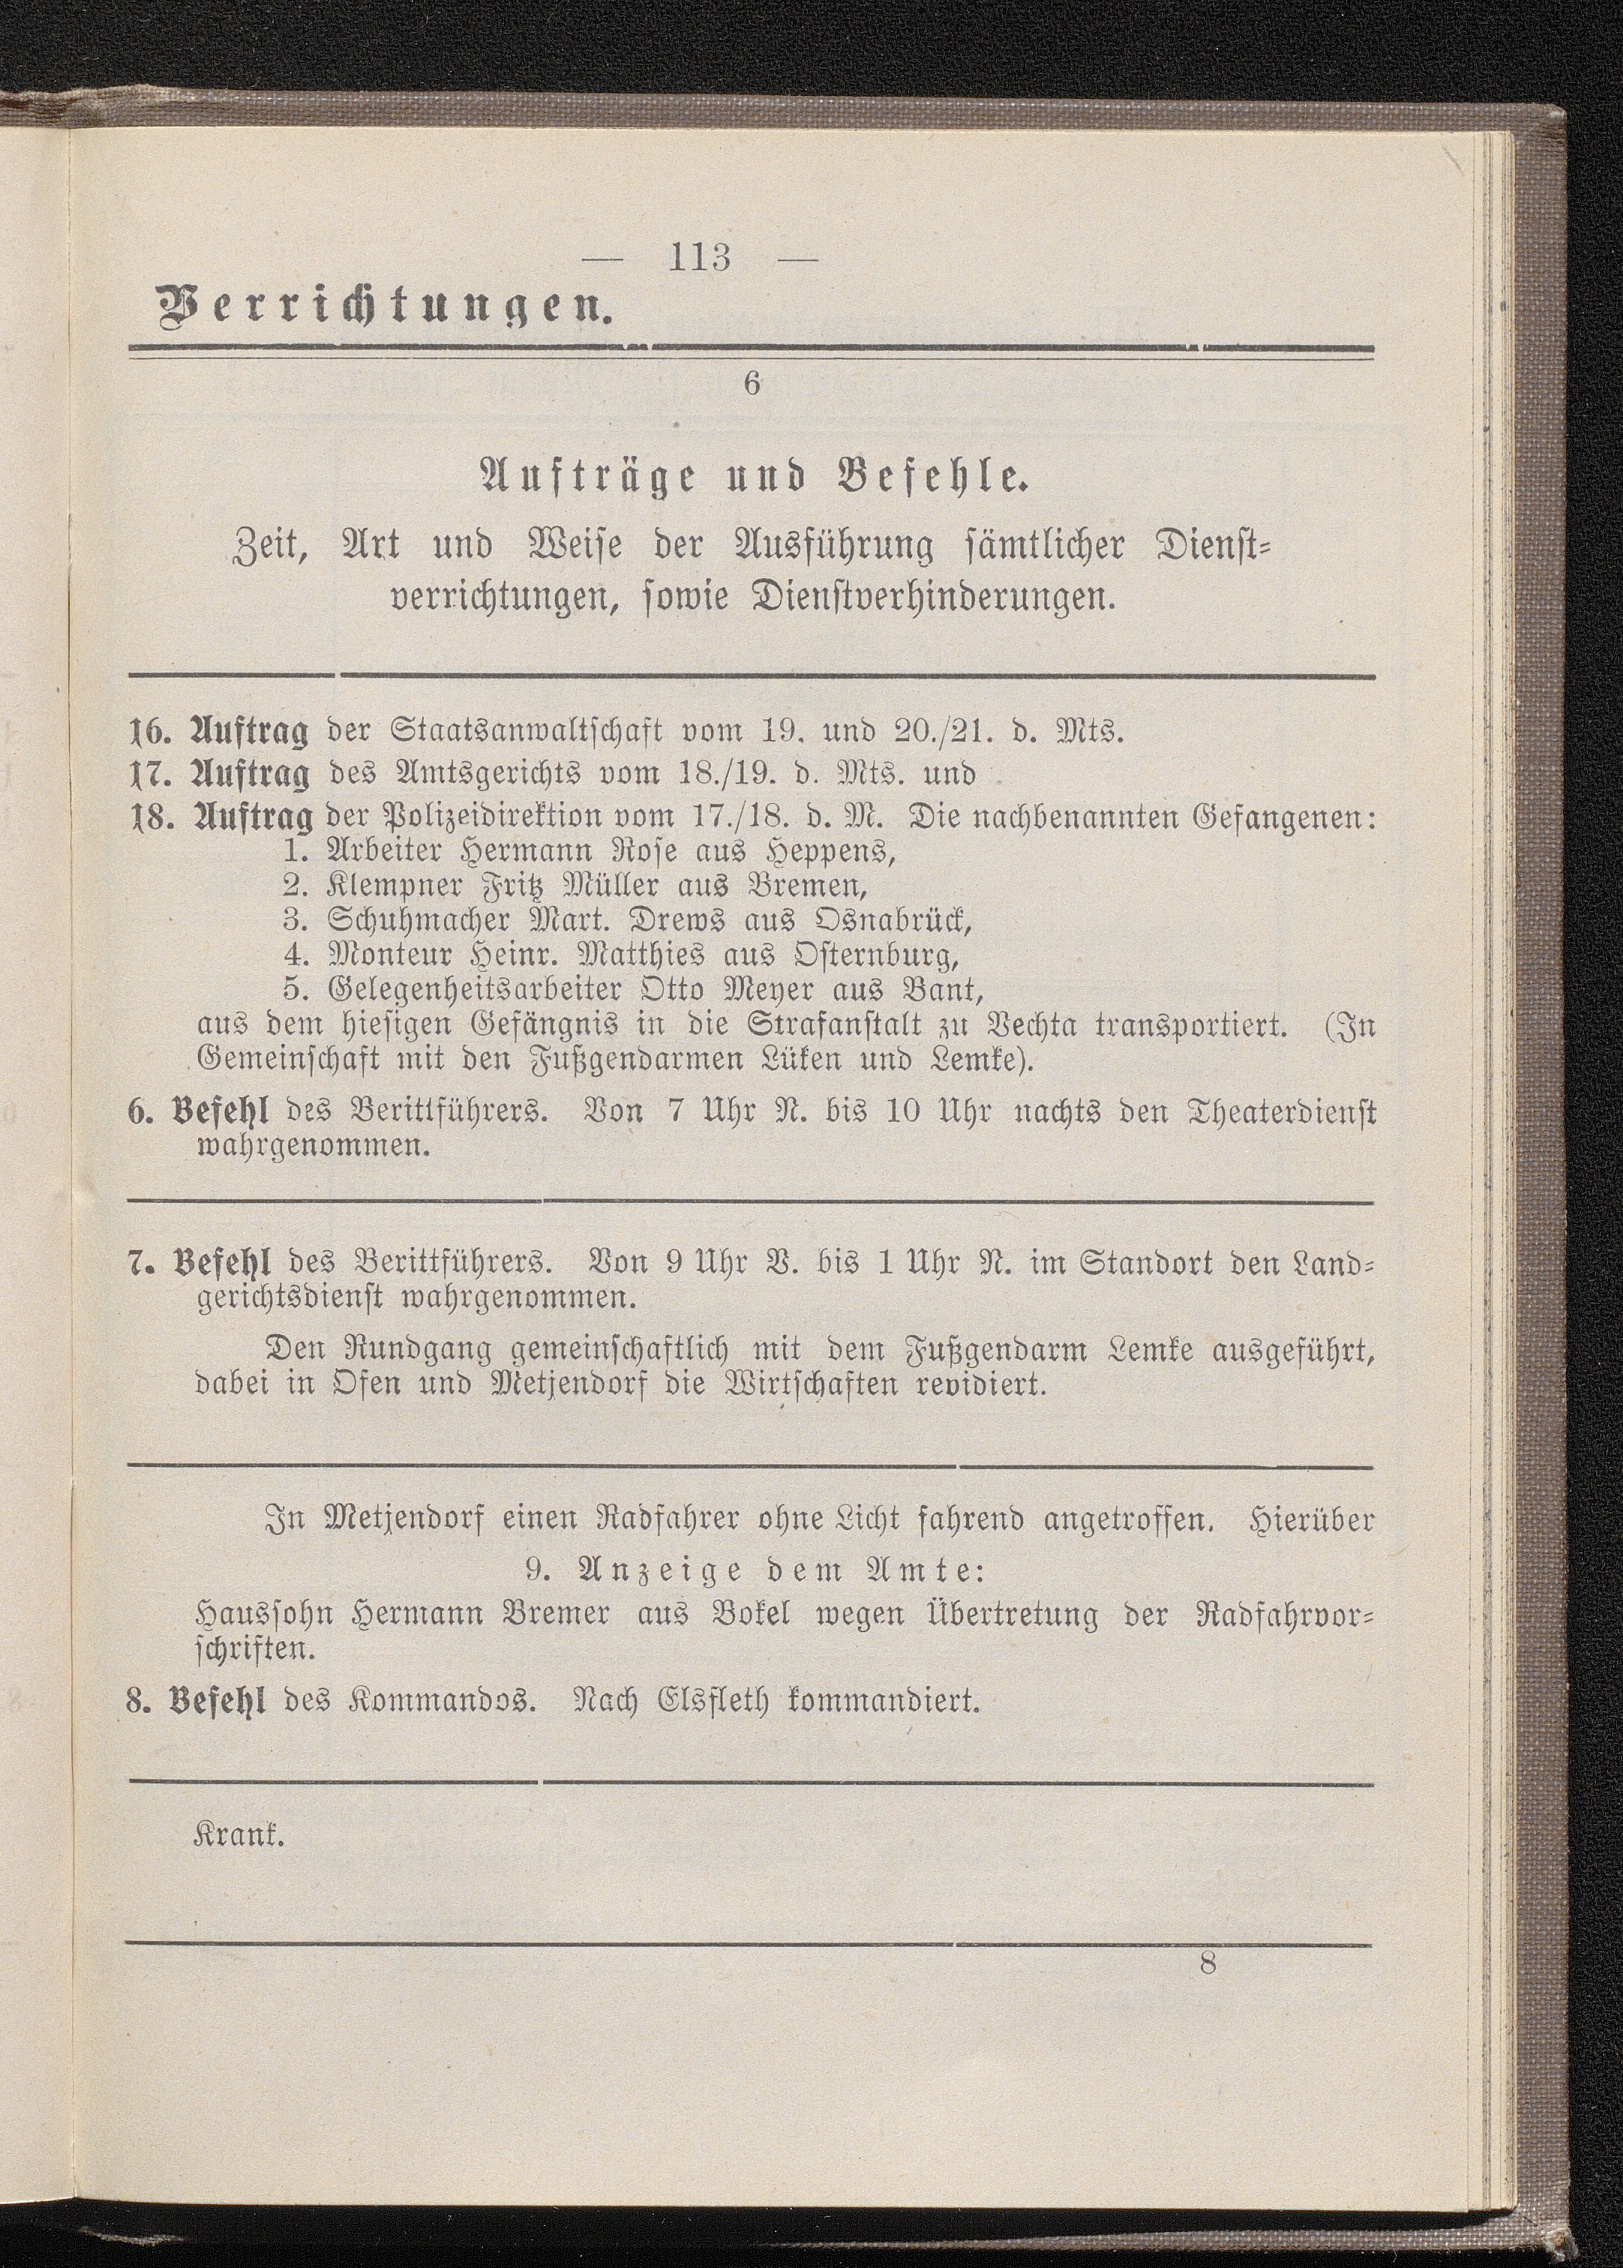 — 113 —
Verrichtungen.
6
Aufträge und Befehle.
Zeit, Art und Weise der Ausführung sämtlicher Dienst-
verrichtungen, sowie Dienstverhinderungen.
16. Auftrag der Staatsanwaltschaft vom 19. und 20./21. d. Mts.
17. Auftrag des Amtsgerichts vom 18./19. d. Mts. und
18. Auftrag der Polizeidirektion vom 17./18. d. M. Die nachbenannten Gefangenen:
1. Arbeiter Hermann Rose aus Heppens,
2. Klempner Fritz Müller aus Bremen,
3. Schuhmacher Mart. Drews aus Osnabrück,
4. Monteur Heinr. Matthies aus Osternburg,
5. Gelegenheitsarbeiter Otto Meyer aus Bant,
aus dem hiesigen Gefängnis in die Strafanstalt zu Vechta transportiert. (In
Gemeinschaft mit den Fußgendarmen Lüken und Lemke).
6. Befehl des Berittführers. Von 7 Uhr N. bis 10 Uhr nachts den Theaterdienst
wahrgenommen.
7. Befehl des Berittführers. Von 9 Uhr V. bis 1 Uhr N. im Standort den Land-
gerichtsdienst wahrgenommen.
Den Rundgang gemeinschaftlich mit dem Fußgendarm Lemke ausgeführt,
dabei in Ofen und Metjendorf die Wirtschaften revidiert.
In Metjendorf einen Radfahrer ohne Licht fahrend angetroffen. Hierüber
9. Anzeige dem Amte:
Haussohn Hermann Bremer aus Bokel wegen Übertretung der Radfahrvor-
schriften.
8. Befehl des Kommandos. Nach Elsfleth kommandiert.
Krank.
8